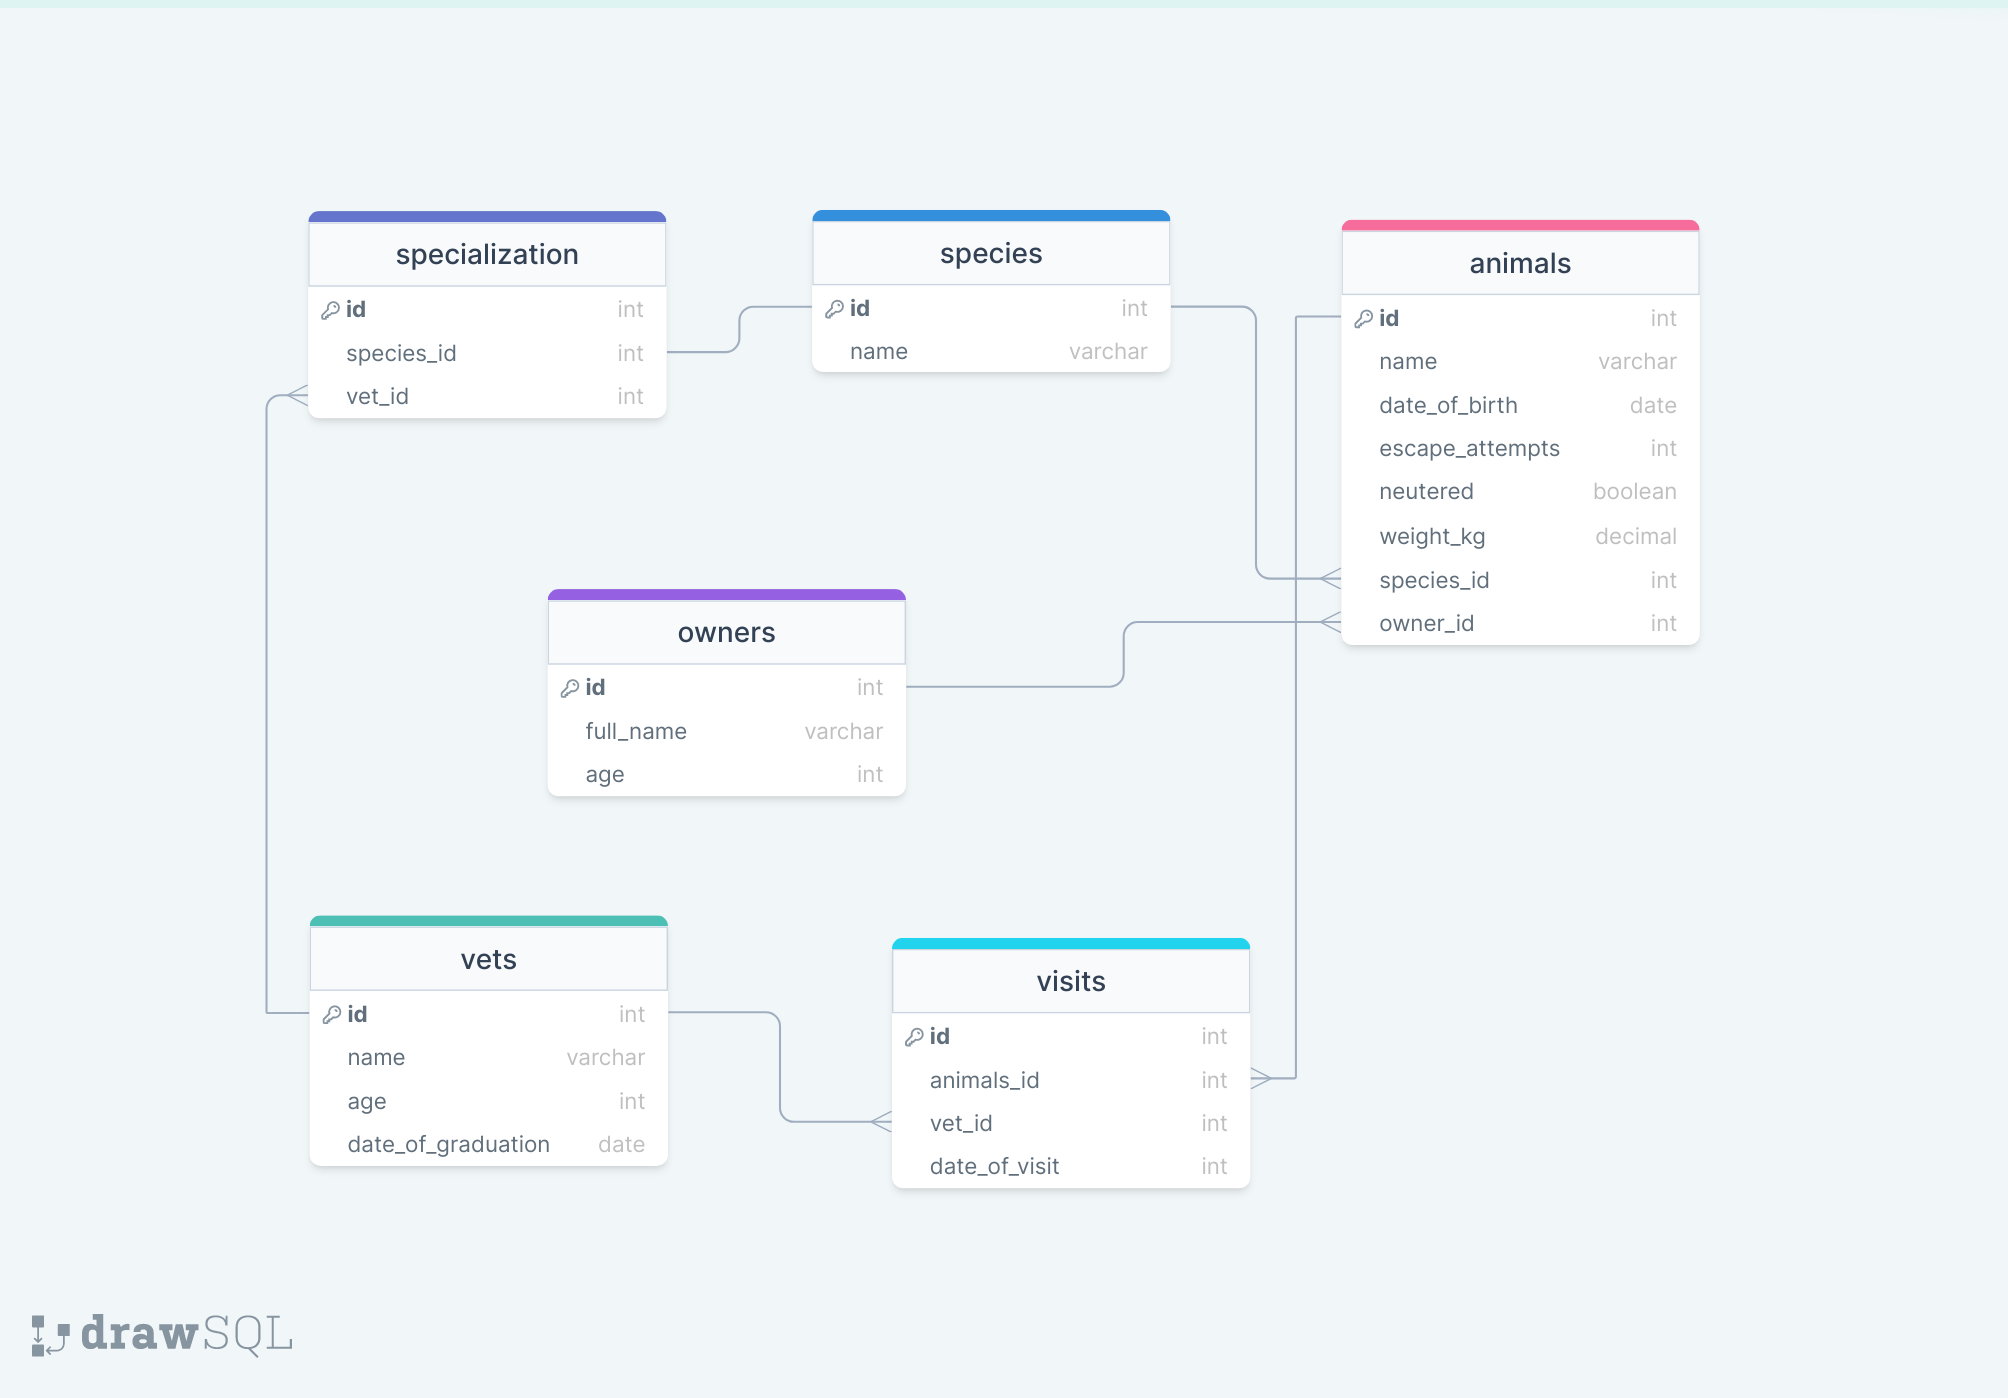 specialization
id int
species_id int
vet_id int
species
id int
name varchar
animals
id int
name varchar
date_of_birth date
escape_attempts int
neutered boolean
weight_kg decimal
species_id int
owner_id int
owners
id int
full_name varchar
age int
vets
id int
name varchar
age int
date_of_graduation date
visits
id int
animals_id int
vet_id int
date_of_visit int
drawSQL